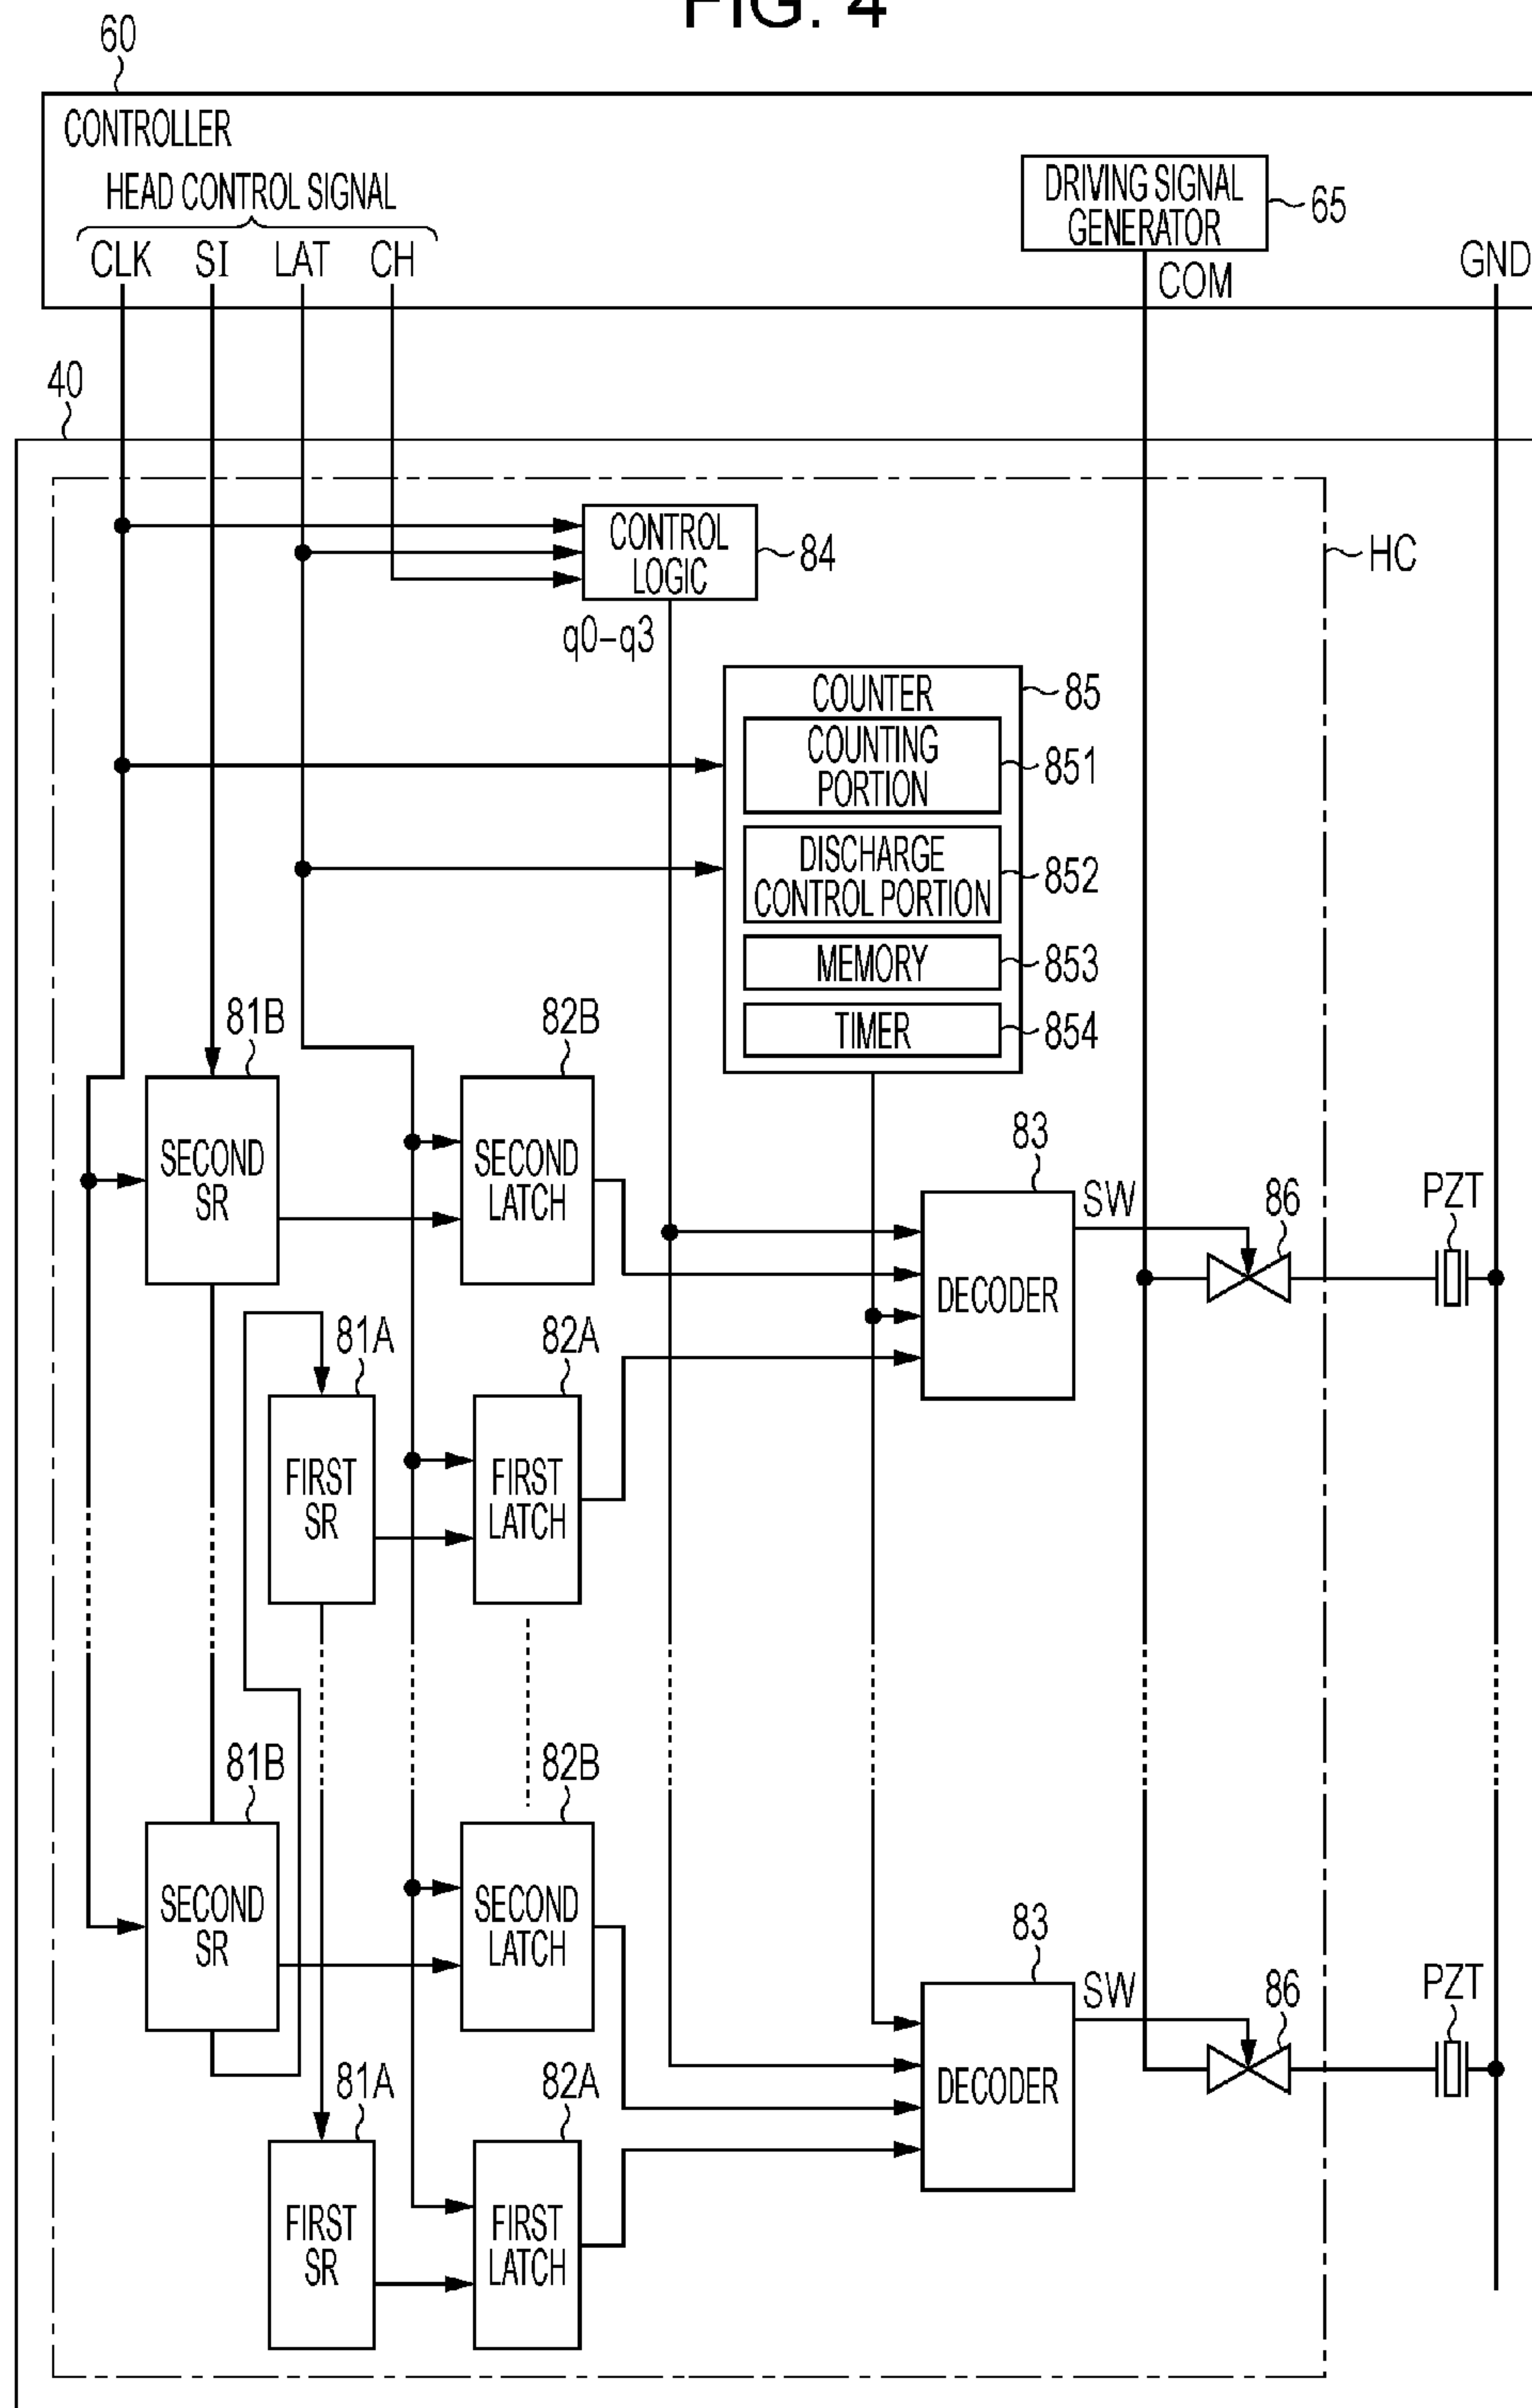 FIG. 4
60
CONTROLLER
HEAD CONTROL SIGNAL
CLK SI LAT CH
DRIVING SIGNAL
GENERATOR
65
COM
GND
40
CONTROL
LOGIC
84
HC
q0–q3
COUNTER
85
COUNTING
PORTION
851
DISCHARGE
CONTROL PORTION
852
MEMORY
853
TIMER
854
81B
SECOND
SR
82B
SECOND
LATCH
83
DECODER
SW
86
PZT
81A
FIRST
SR
82A
FIRST
LATCH
81B
SECOND
SR
82B
SECOND
LATCH
83
DECODER
SW
86
PZT
81A
FIRST
SR
82A
FIRST
LATCH